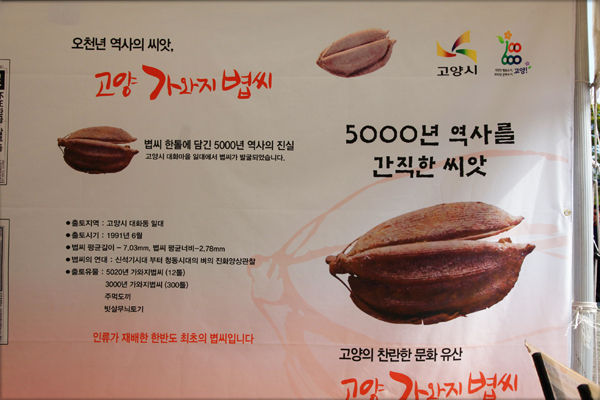 오천년 역사의 씨앗,
고양 가와지 볍씨
볍씨 한톨에 담긴 5000년 역사의 진실
고양시 대화마을 일대에서 볍씨가 발굴되었습니다.
●출토지역 : 고양시 대화동 일대
●출토시기 : 1991년 6월
●볍씨 평균길이 ~ 7.03mm, 볍씨 평균너비-2.78mm
●볍씨의 연대 : 신석기시대 부터 청동시대의 벼의 진화양상관찰
●출토유물 : 5020년 가와지볍씨 (12톨)
3000년 가와지볍씨 (300톨)
주먹도끼
빗살무늬토기
인류가 재배한 한반도 최초의 볍씨입니다
고양시
고양!
5000년 역사를
간직한 씨앗
고양의 찬란한 문화 유산
고양 가와지 볍씨